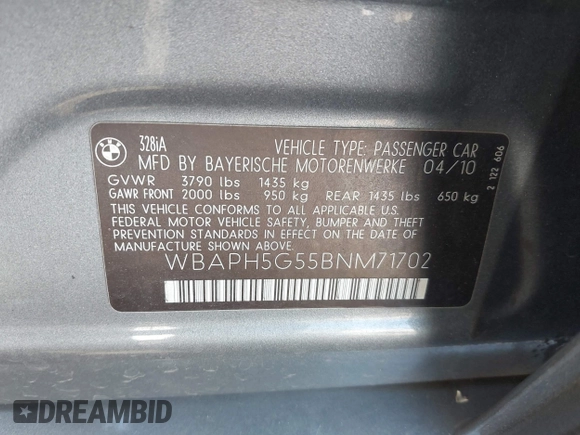 BMW
328iA
VEHICLE TYPE: PASSENGER CAR
MFD BY BAYERISCHE MOTORENWERKE 04/10
GVWR 3790 lbs 1435 kg
GAWR FRONT 2000 lbs 950 kg REAR 1435 lbs 650 kg
THIS VEHICLE CONFORMS TO ALL APPLICABLE U.S.
FEDERAL MOTOR VEHICLE SAFETY, BUMPER AND THEFT
PREVENTION STANDARDS IN EFFECT ON THE DATE OF
MANUFACTURE SHOWN ABOVE.
WBAPH5G55BNM71702
2 122 606
DREAMBID